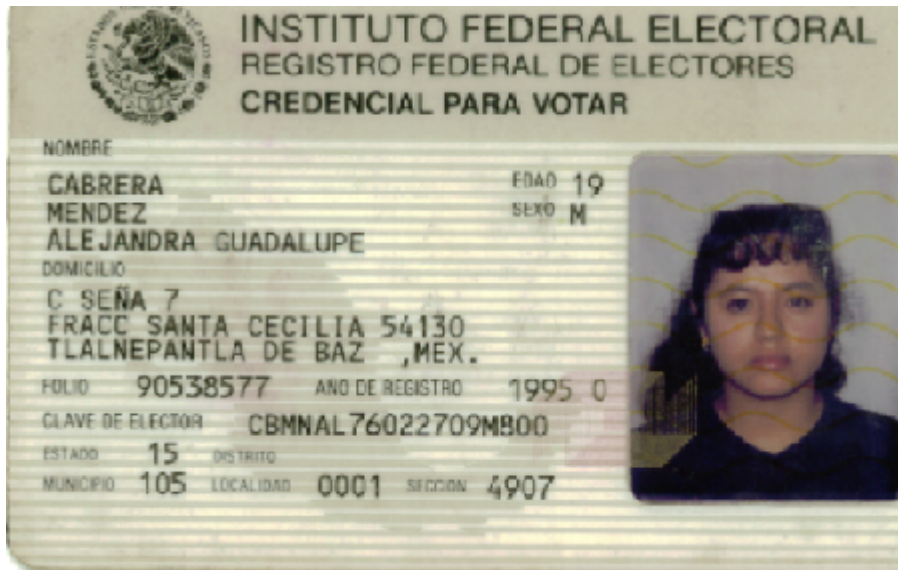 INSTITUTO FEDERAL ELECTORAL
REGISTRO FEDERAL DE ELECTORES
CREDENCIAL PARA VOTAR
NOMBRE
CABRERA EDAD 19
MENDEZ SEXO M
ALEJANDRA GUADALUPE
DOMICILIO
C SEÑA 7
FRACC SANTA CECILIA 54130
TLALNEPANTLA DE BAZ ,MEX.
FOLIO 90538577 AÑO DE REGISTRO 1995 0
CLAVE DE ELECTOR CBMNAL76022709M800
ESTADO 15 DISTRITO
MUNICIPIO 105 LOCALIDAD 0001 SECCION 4907